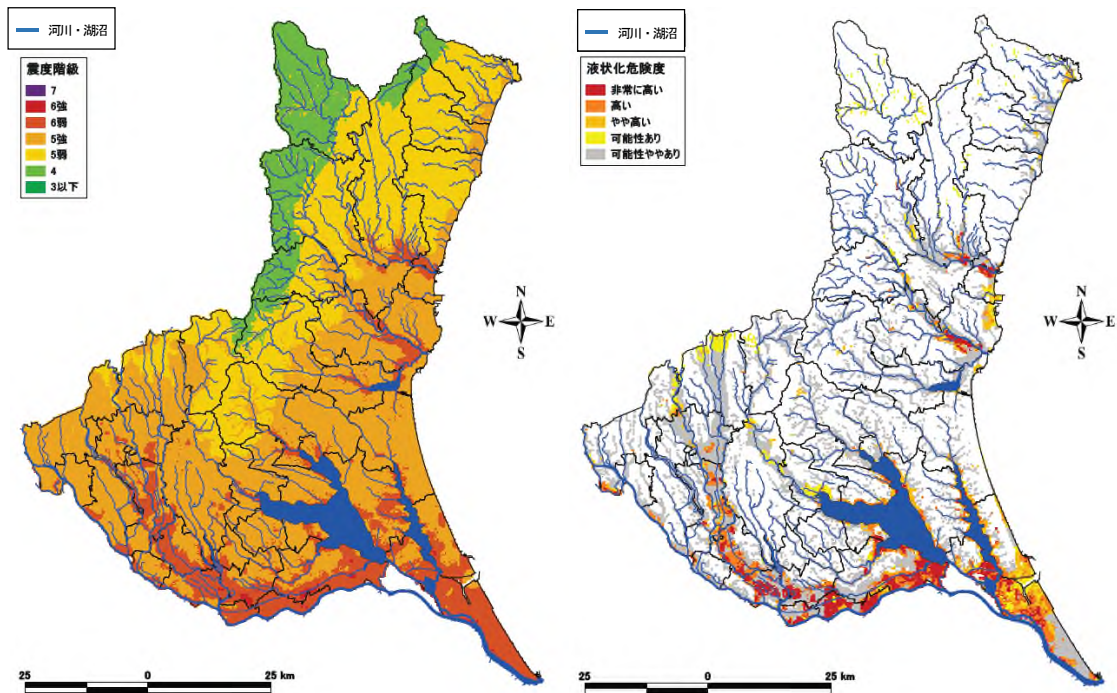 河川・湖沼
震度階級
7
6強
6弱
5強
5弱
4
3以下
N
W E
S
25 0 25 km
河川・湖沼
液状化危険度
非常に高い
高い
やや高い
可能性あり
可能性ややあり
N
W E
S
25 0 25 km